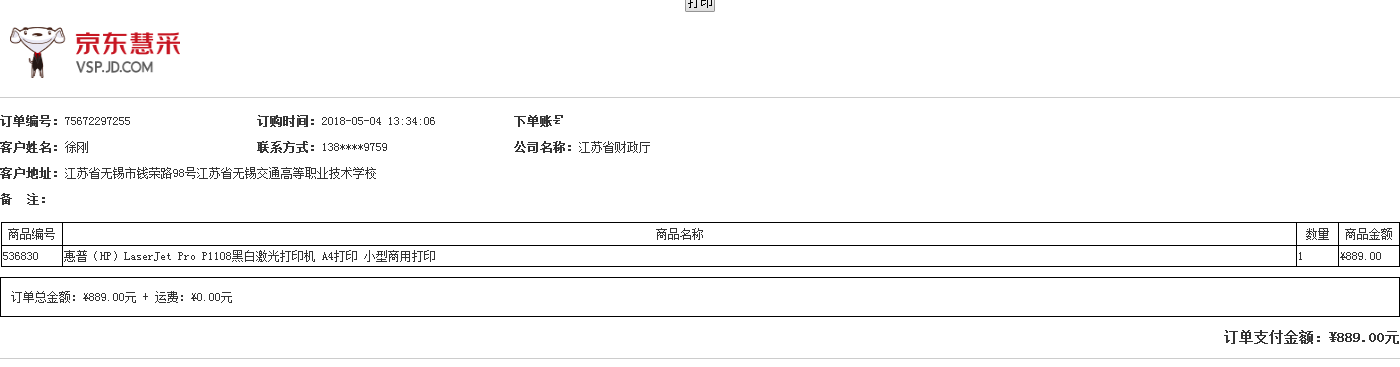 打印
京东慧采
VSP.JD.COM
订单编号：75672297255 订购时间：2018-05-04 13:34:06 下单账
客户姓名：徐刚 联系方式：138****9759 公司名称：江苏省财政厅
客户地址：江苏省无锡市钱荣路98号江苏省无锡交通高等职业技术学校
备 注：
商品编号 商品名称 数量 商品金额
536830 惠普（HP）LaserJet Pro P1108黑白激光打印机 A4打印 小型商用打印 1 ¥889.00
订单总金额：¥889.00元 + 运费：¥0.00元
订单支付金额：¥889.00元